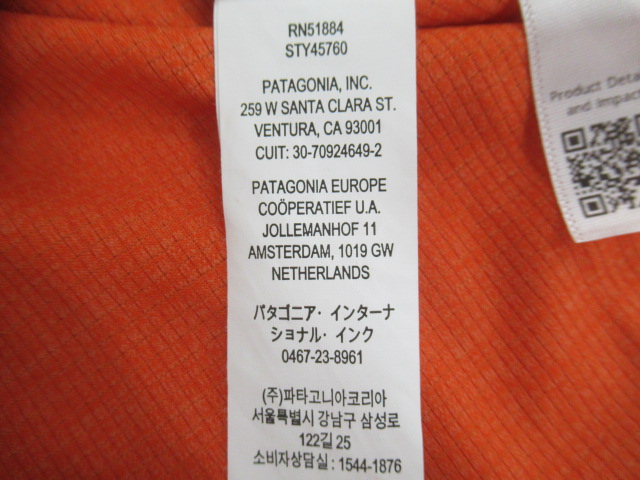 RN51884
STY45760
PATAGONIA, INC.
259 W SANTA CLARA ST.
VENTURA, CA 93001
CUIT: 30-70924649-2
PATAGONIA EUROPE
COÖPERATIEF U.A.
JOLLEMANHOF 11
AMSTERDAM, 1019 GW
NETHERLANDS
パタゴニア・インターナ
ショナル・インク
0467-23-8961
(주)파타고니아코리아
서울특별시 강남구 삼성로
122길 25
소비자상담실 : 1544-1876
Product Detai
and Impact